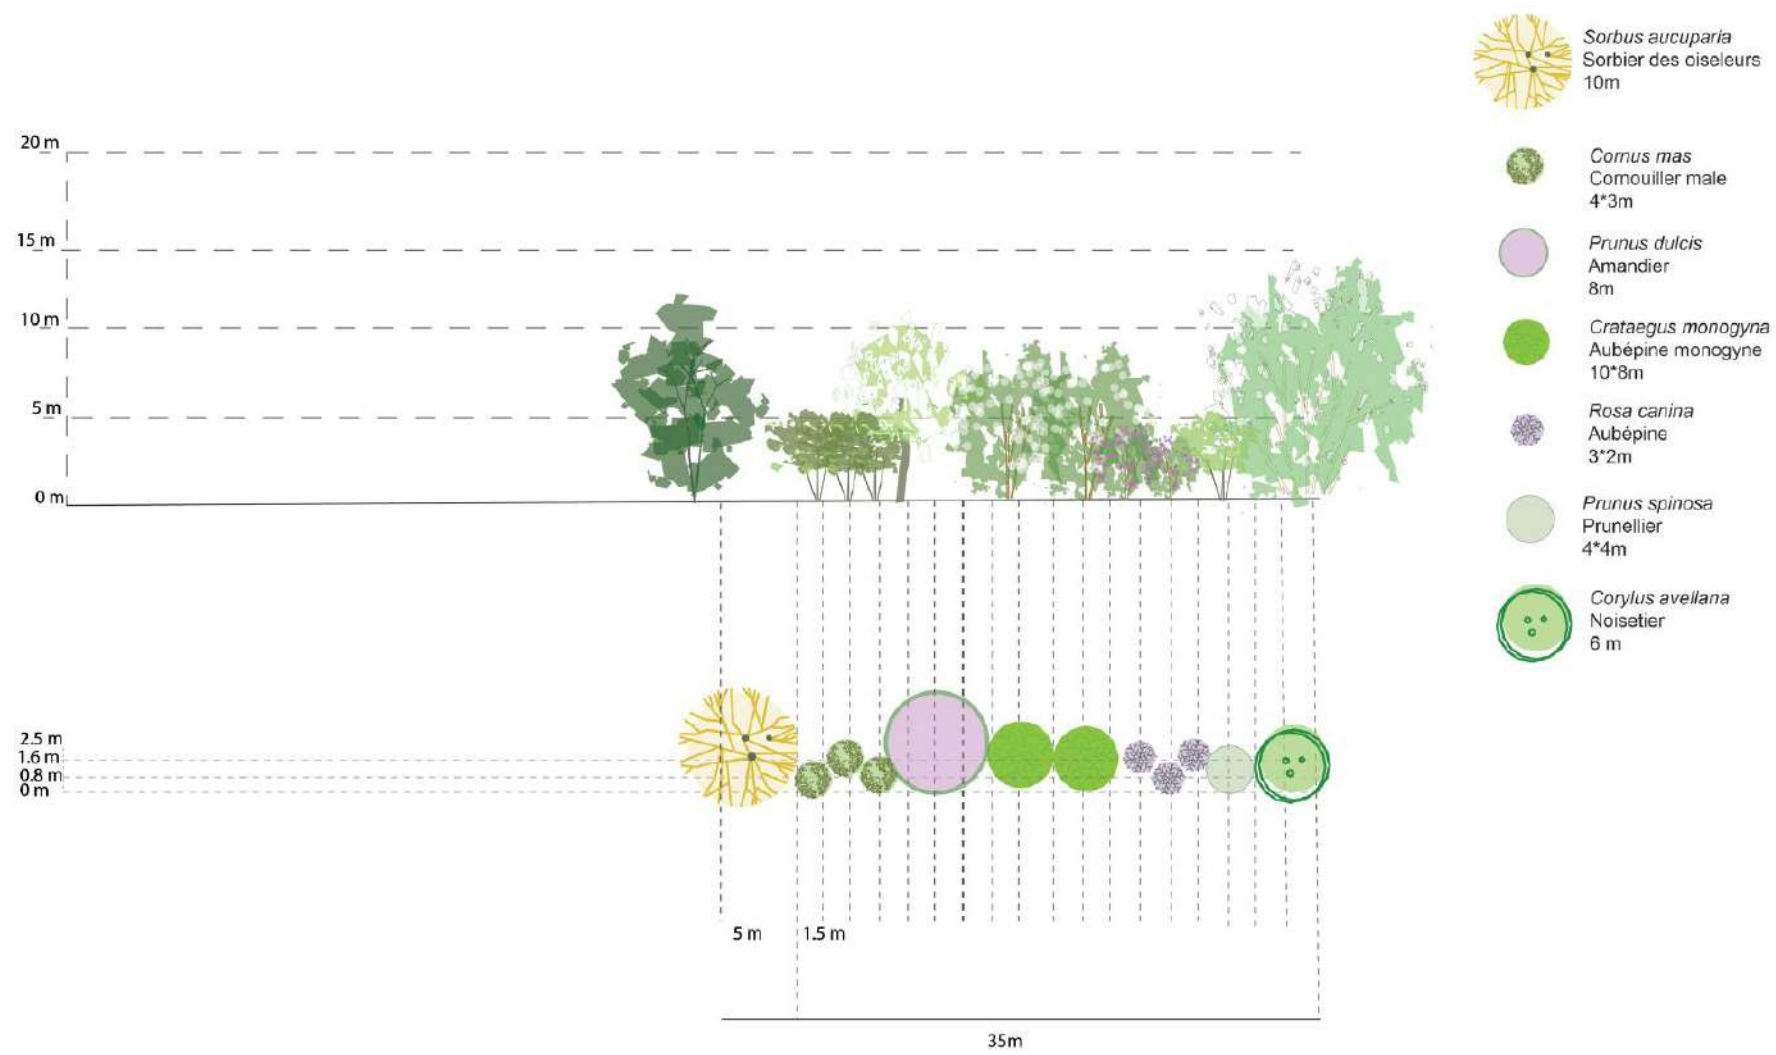 Sorbus aucuparia
Sorbier des oiseleurs
10m
Cornus mas
Cornouiller male
4*3m
Prunus dulcis
Amandier
8m
Crataegus monogyna
Aubépine monogyne
10*8m
Rosa canina
Aubépine
3*2m
Prunus spinosa
Prunellier
4*4m
Corylus avellana
Noisetier
6 m
20 m
15 m
10 m
5 m
0 m
2.5 m
1.6 m
0.8 m
0 m
5 m
1.5 m
35m